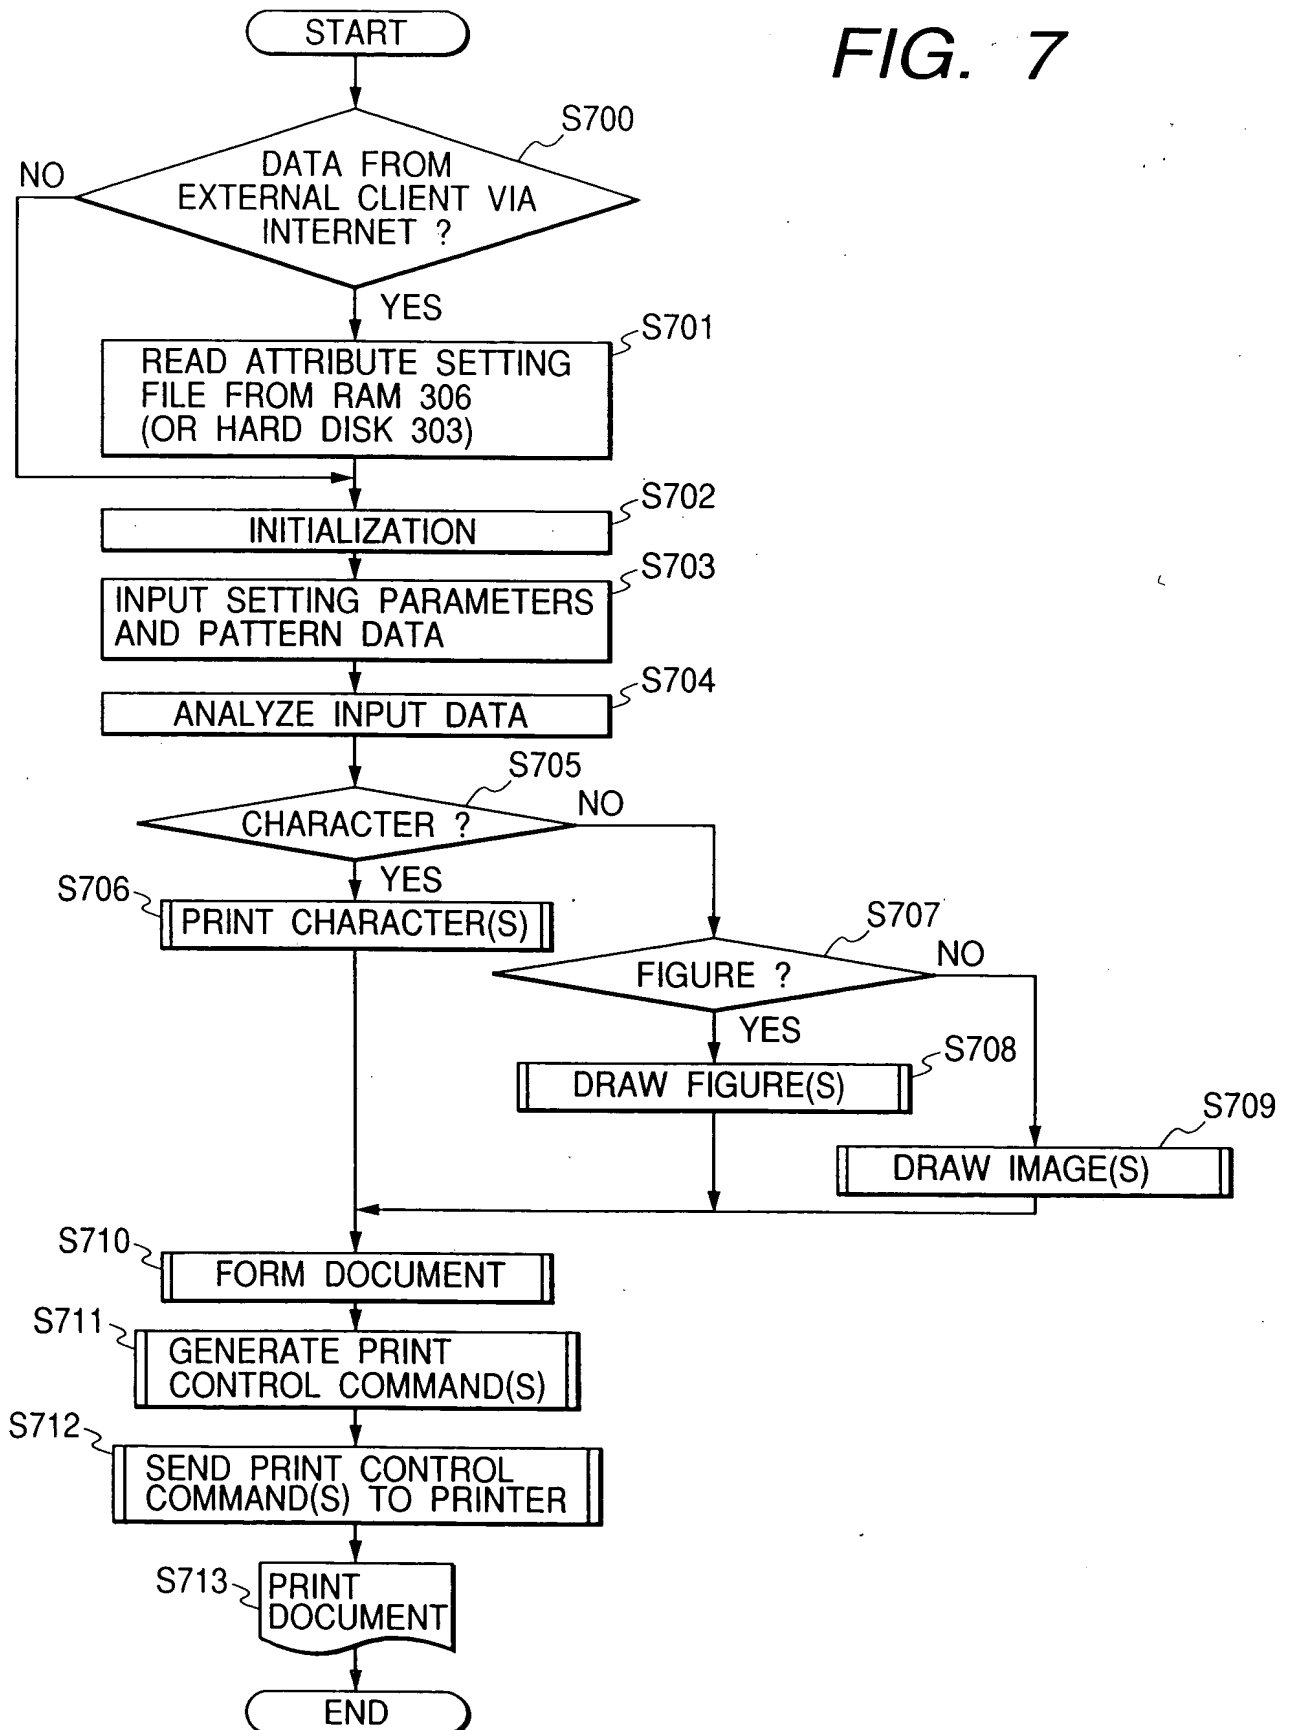 START
FIG. 7
S700
NO
DATA FROM
EXTERNAL CLIENT VIA
INTERNET ?
YES
S701
READ ATTRIBUTE SETTING
FILE FROM RAM 306
(OR HARD DISK 303)
S702
INITIALIZATION
S703
INPUT SETTING PARAMETERS
AND PATTERN DATA
S704
ANALYZE INPUT DATA
S705
CHARACTER ?
NO
YES
S706
PRINT CHARACTER(S)
S707
FIGURE ?
NO
YES
S708
DRAW FIGURE(S)
S709
DRAW IMAGE(S)
S710
FORM DOCUMENT
S711
GENERATE PRINT
CONTROL COMMAND(S)
S712
SEND PRINT CONTROL
COMMAND(S) TO PRINTER
S713
PRINT
DOCUMENT
END